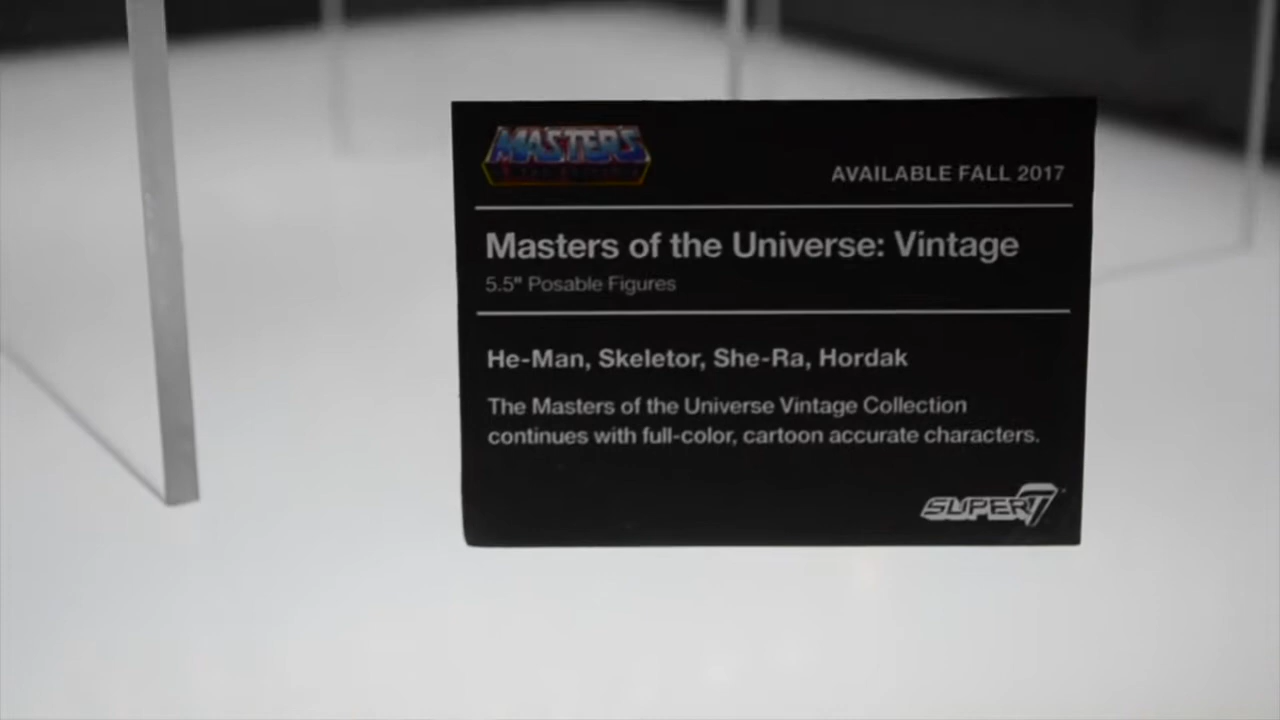 MASTERS
AVAILABLE FALL 2017
Masters of the Universe: Vintage
5.5" Posable Figures
He-Man, Skeletor, She-Ra, Hordak
The Masters of the Universe Vintage Collection
continues with full-color, cartoon accurate characters.
SUPER7